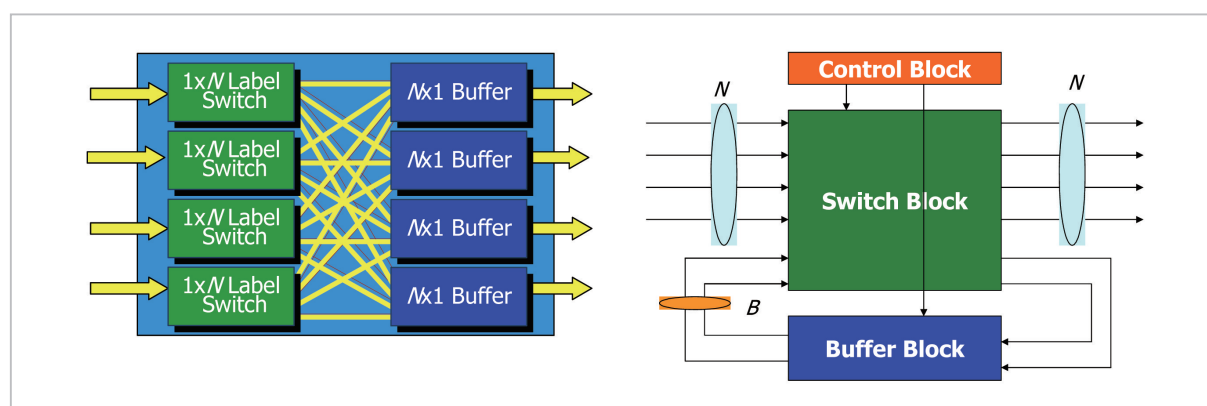 1xN Label
Switch
1xN Label
Switch
1xN Label
Switch
1xN Label
Switch
Nx1 Buffer
Nx1 Buffer
Nx1 Buffer
Nx1 Buffer
Control Block
N
N
Switch Block
B
Buffer Block